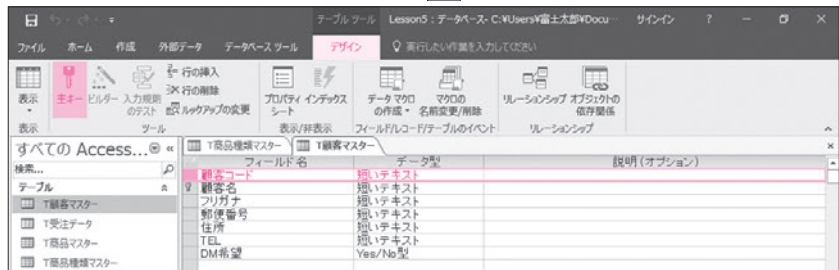 テーブル ツール Lesson5 : データベース- C:¥Users¥富士太郎¥Docu… サインイン ?
ファイル ホーム 作成 外部データ データベース ツール デザイン 実行したい作業を入力してください
表示
主キー
ビルダー
入力規則
のテスト
行の挿入
行の削除
ルックアップの変更
プロパティ
シート
インデックス
データ マクロ
の作成
マクロの
名前変更/削除
リレーションシップ
オブジェクトの
依存関係
表示 ツール 表示/非表示 フィールド/レコード/テーブルのイベント リレーションシップ
すべての Access... « T商品種類マスター T顧客マスター
検索...
フィールド名 データ型 説明(オプション)
テーブル
T顧客マスター
T受注データ
T商品マスター
T商品種類マスター
顧客コード 短いテキスト
顧客名 短いテキスト
フリガナ 短いテキスト
郵便番号 短いテキスト
住所 短いテキスト
TEL 短いテキスト
DM希望 Yes/No型